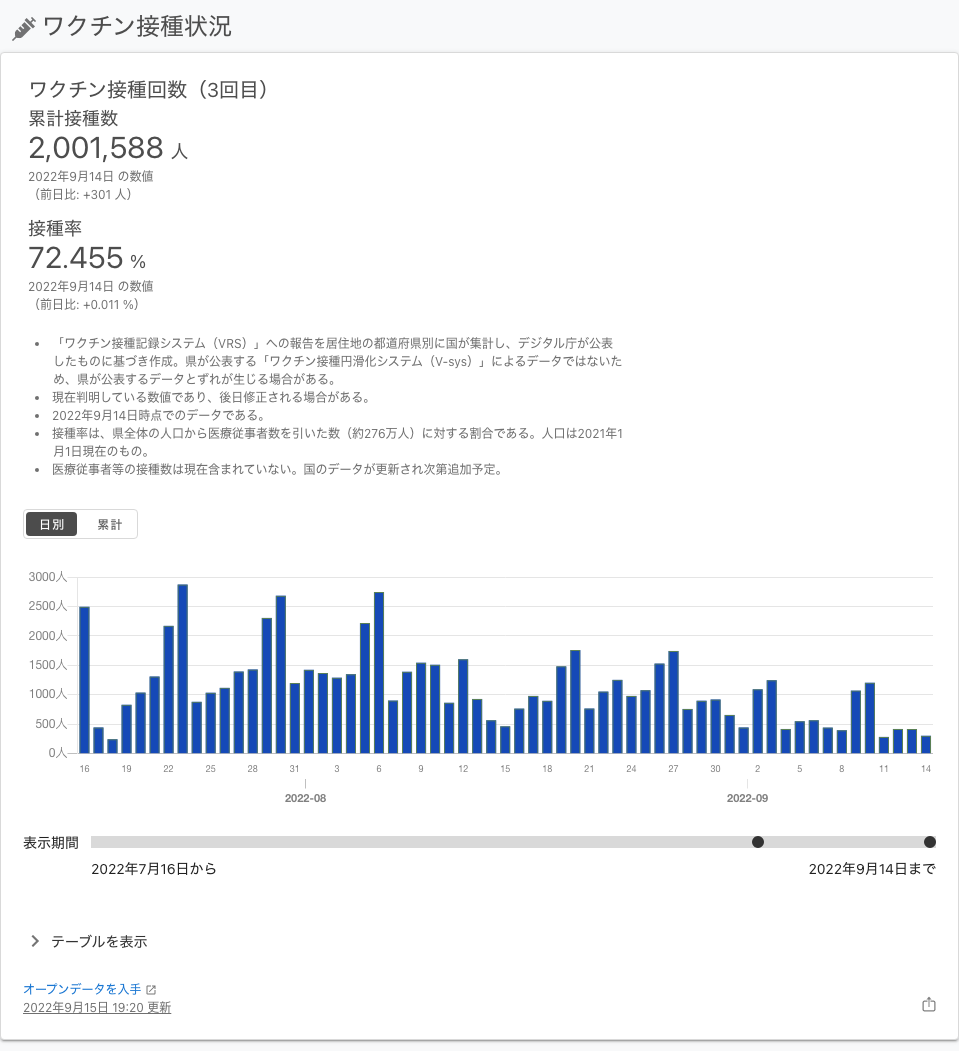 ワクチン接種状況
ワクチン接種回数（3回目）
累計接種数
2,001,588 人
2022年9月14日 の数値
（前日比: +301 人）
接種率
72.455 %
2022年9月14日 の数値
（前日比: +0.011 %）
• 「ワクチン接種記録システム（VRS）」への報告を居住地の都道府県別に国が集計し、デジタル庁が公表
したものに基づき作成。県が公表する「ワクチン接種円滑化システム（V-sys）」によるデータではないた
め、県が公表するデータとずれが生じる場合がある。
• 現在判明している数値であり、後日修正される場合がある。
• 2022年9月14日時点でのデータである。
• 接種率は、県全体の人口から医療従事者数を引いた数（約276万人）に対する割合である。人口は2021年1
月1日現在のもの。
• 医療従事者等の接種数は現在含まれていない。国のデータが更新され次第追加予定。
日別 累計
3000人
2500人
2000人
1500人
1000人
500人
0人
16 19 22 25 28 31 3 6 9 12 15 18 21 24 27 30 2 5 8 11 14
2022-08 2022-09
表示期間
2022年7月16日から 2022年9月14日まで
テーブルを表示
オープンデータを入手
2022年9月15日 19:20 更新